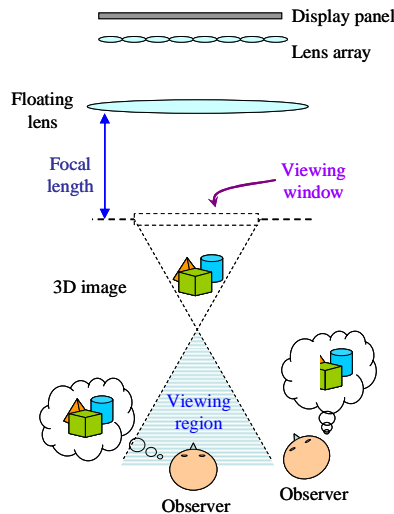 Display panel
Lens array
Floating
lens
Focal
length
Viewing
window
3D image
Viewing
region
Observer
Observer